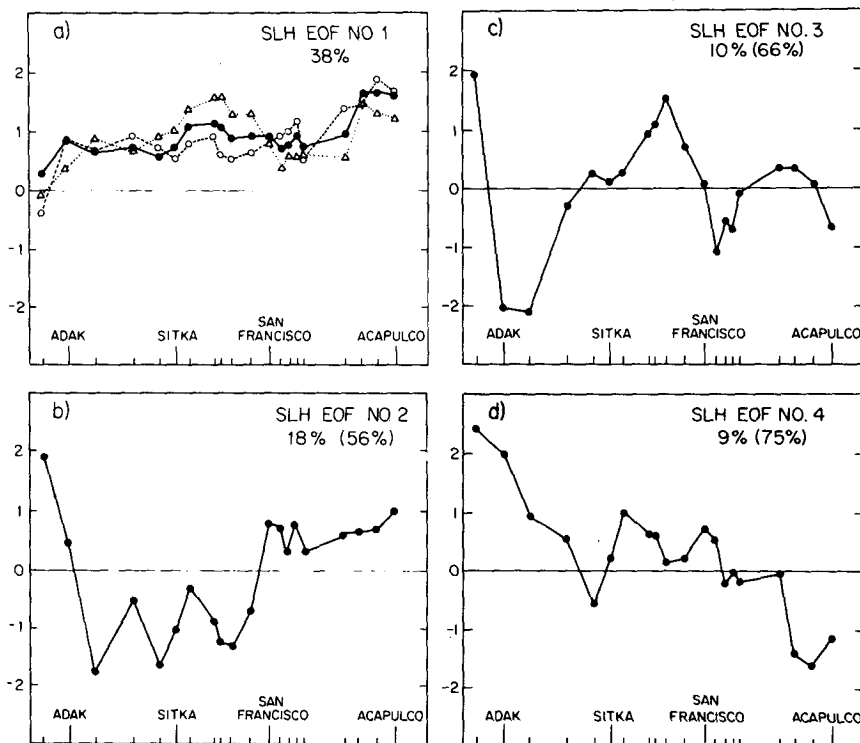 a)
SLH EOF NO 1
38%
2
1
0
-1
-2
ADAK
SITKA
SAN
FRANCISCO
ACAPULCO
c)
SLH EOF NO. 3
10% (66%)
2
1
0
-1
-2
ADAK
SITKA
SAN
FRANCISCO
ACAPULCO
b)
SLH EOF NO. 2
18% (56%)
2
1
0
-1
-2
ADAK
SITKA
SAN
FRANCISCO
ACAPULCO
d)
SLH EOF NO. 4
9% (75%)
2
1
0
-1
-2
ADAK
SITKA
SAN
FRANCISCO
ACAPULCO